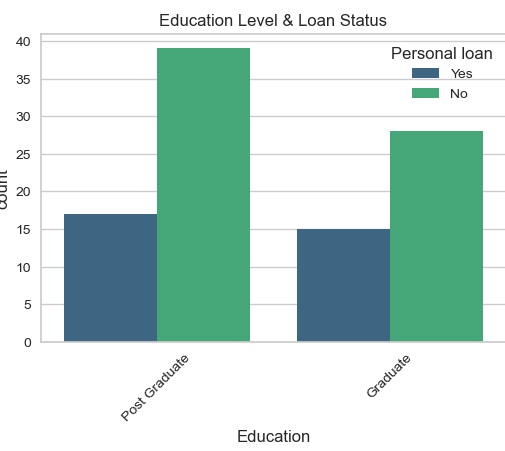 Education Level & Loan Status
Personal loan
Yes
No
40
35
30
25
20
15
10
5
0
count
Post Graduate
Graduate
Education